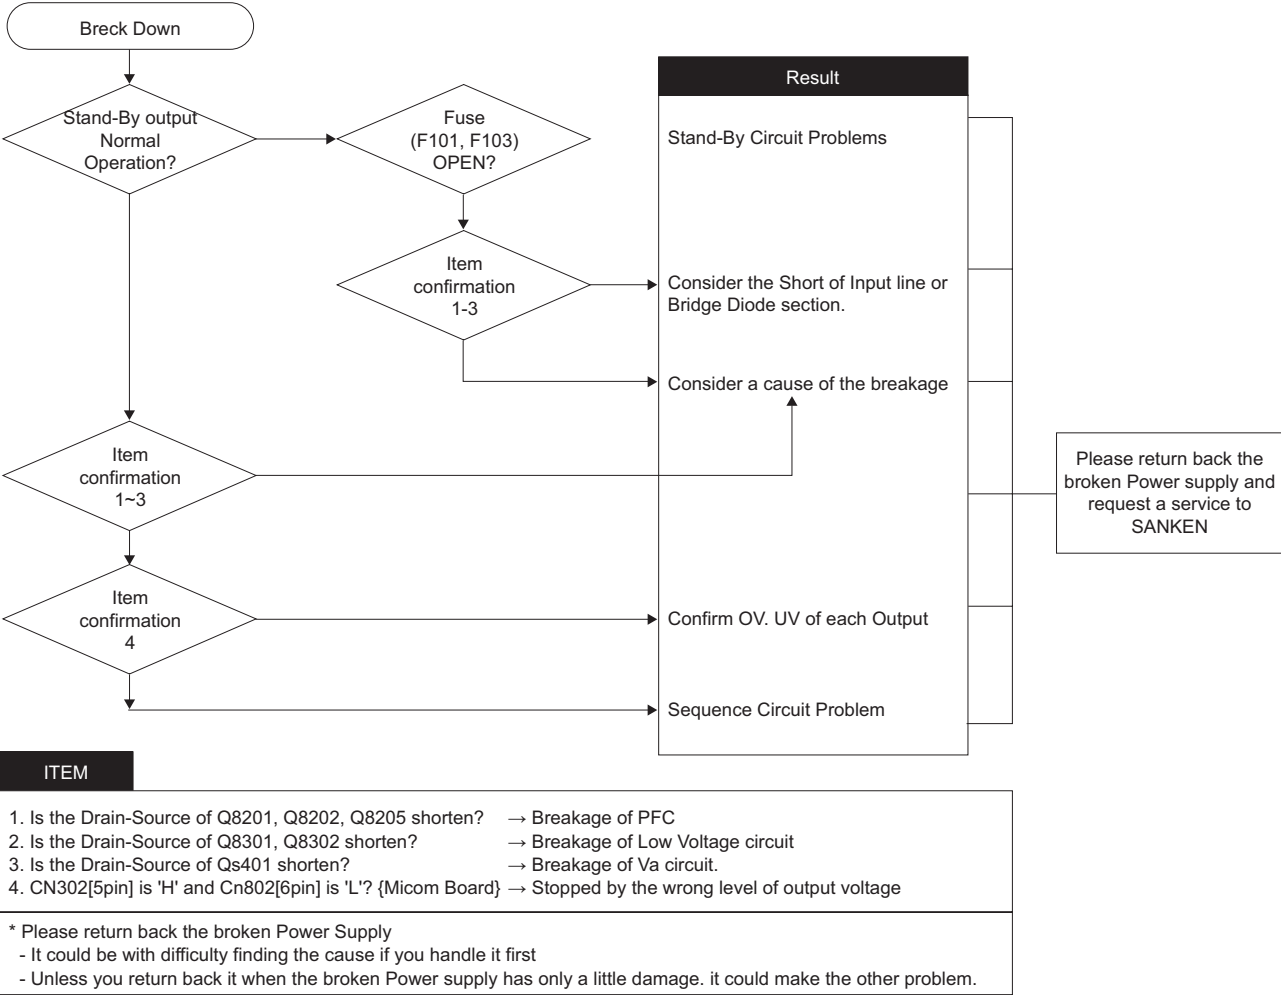 Breck Down
Stand-By output
Normal
Operation?
Fuse
(F101, F103)
OPEN?
Item
confirmation
1-3
Item
confirmation
1~3
Item
confirmation
4
Result
Stand-By Circuit Problems
Consider the Short of Input line or
Bridge Diode section.
Consider a cause of the breakage
Confirm OV. UV of each Output
Sequence Circuit Problem
Please return back the
broken Power supply and
request a service to
SANKEN
ITEM
1. Is the Drain-Source of Q8201, Q8202, Q8205 shorten? → Breakage of PFC
2. Is the Drain-Source of Q8301, Q8302 shorten? → Breakage of Low Voltage circuit
3. Is the Drain-Source of Qs401 shorten? → Breakage of Va circuit.
4. CN302[5pin] is 'H' and Cn802[6pin] is 'L'? {Micom Board} → Stopped by the wrong level of output voltage
* Please return back the broken Power Supply
- It could be with difficulty finding the cause if you handle it first
- Unless you return back it when the broken Power supply has only a little damage. it could make the other problem.